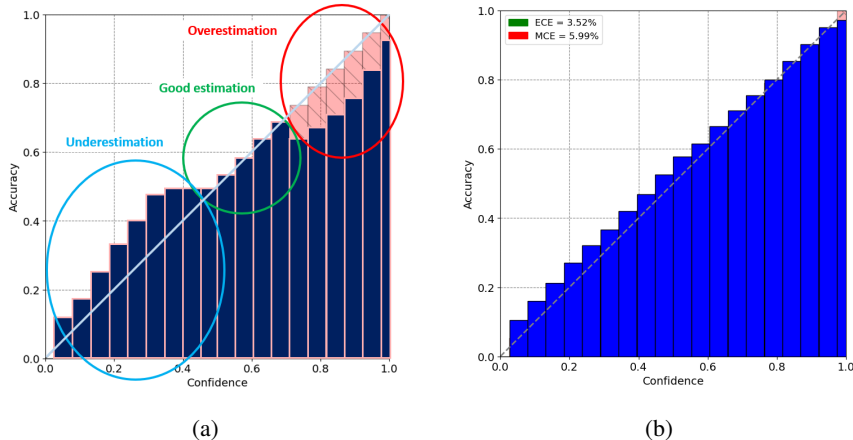 Overestimation
Good estimation
Underestimation
Accuracy
1.0
0.8
0.6
0.4
0.2
0.0
0.0 0.2 0.4 0.6 0.8 1.0
Confidence
(a)
ECE = 3.52%
MCE = 5.99%
Accuracy
1.0
0.8
0.6
0.4
0.2
0.0
0.0 0.2 0.4 0.6 0.8 1.0
Confidence
(b)